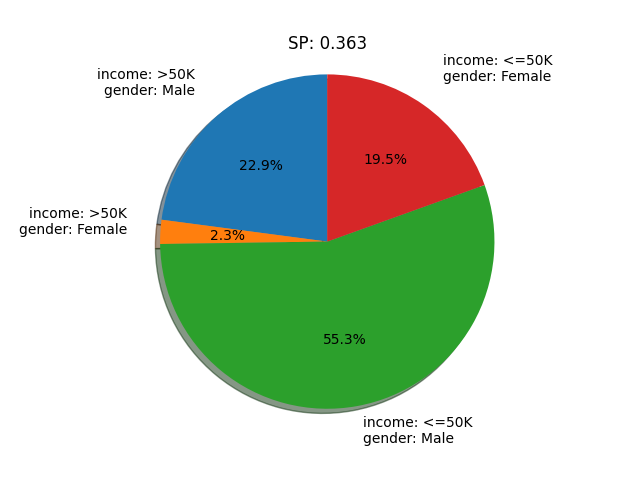 SP: 0.363
income: >50K
gender: Male
income: <=50K
gender: Female
22.9%
19.5%
income: >50K
gender: Female
2.3%
55.3%
income: <=50K
gender: Male